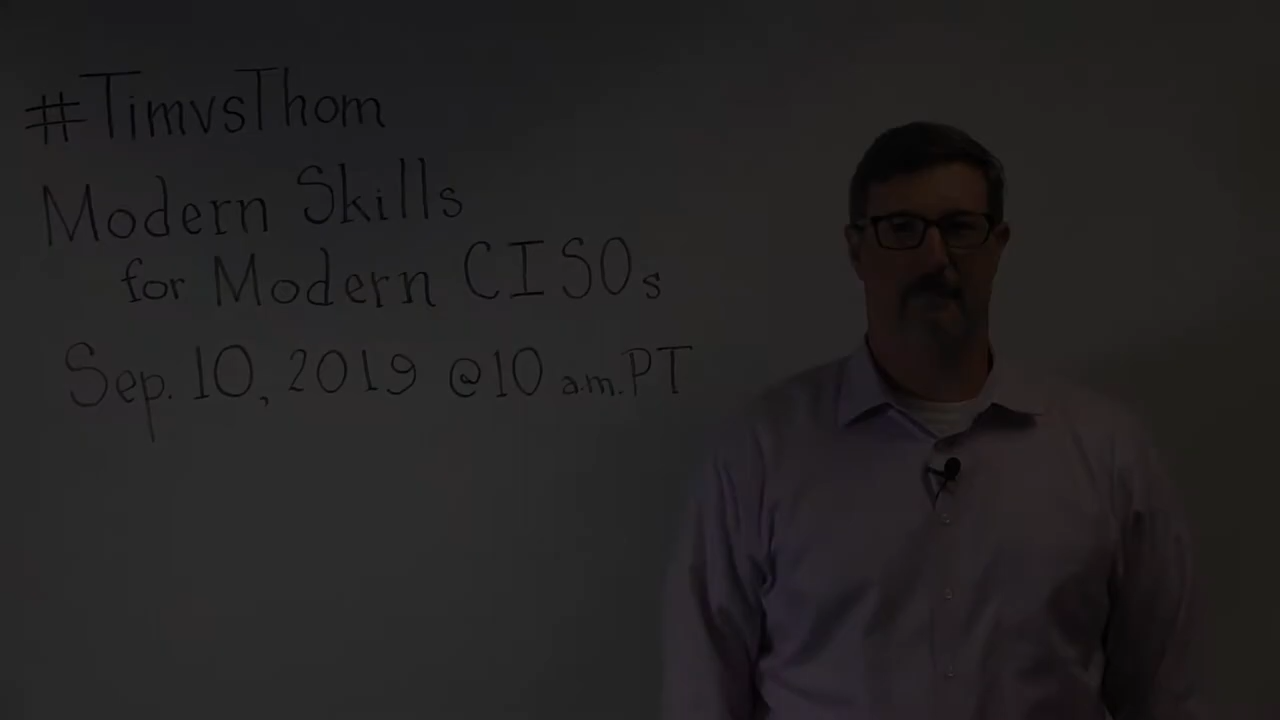 #TimvsThom
Modern Skills
for Modern CISOs
Sep. 10, 2019 @10 a.m. PT